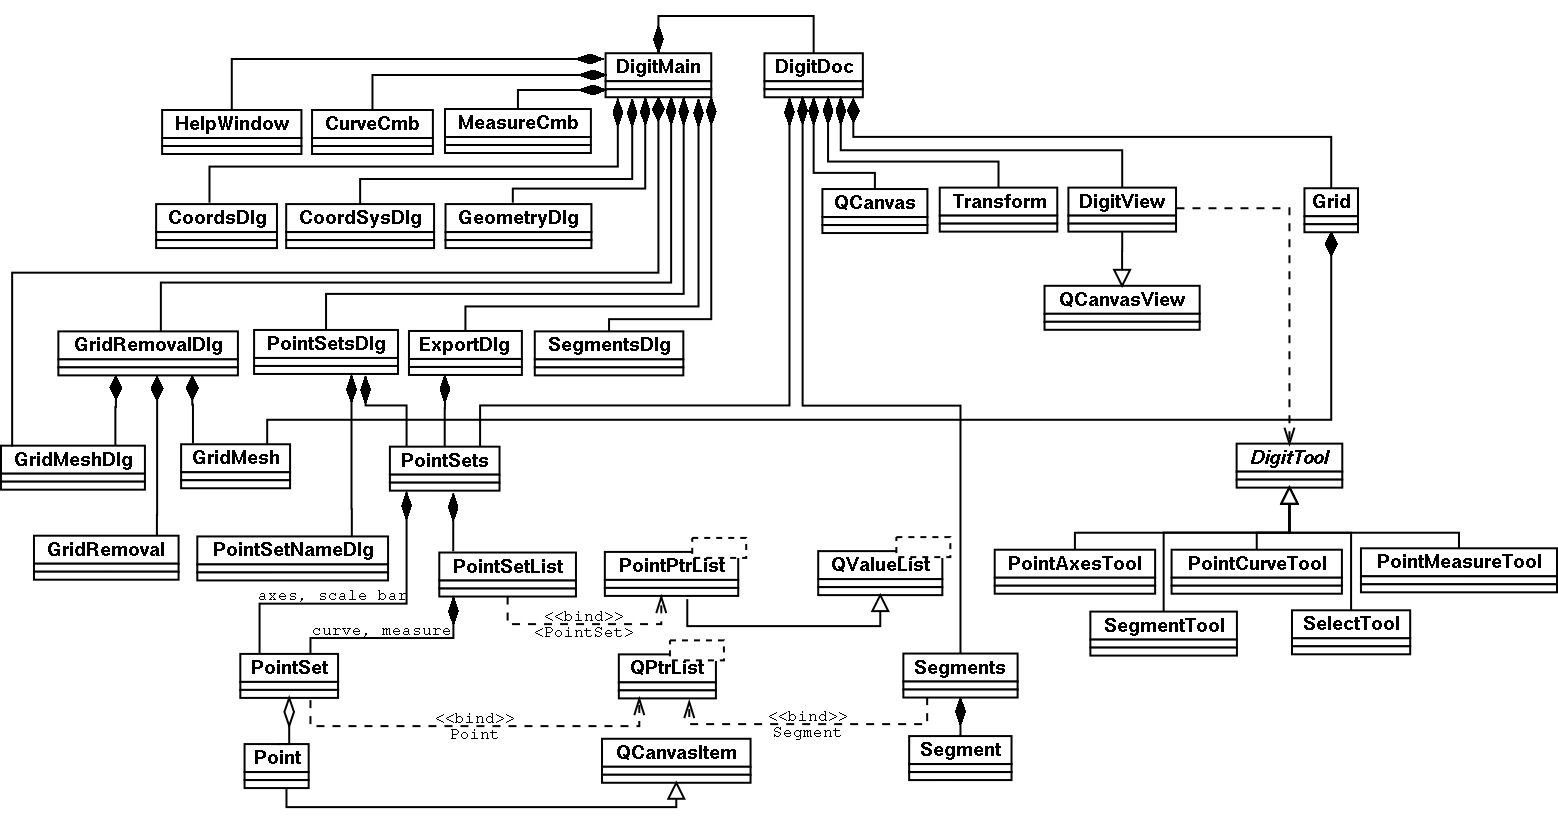 DigitMain
DigitDoc
HelpWindow
CurveCmb
MeasureCmb
CoordsDlg
CoordSysDlg
GeometryDlg
QCanvas
Transform
DigitView
Grid
QCanvasView
GridRemovalDlg
PointSetsDlg
ExportDlg
SegmentsDlg
GridMeshDlg
GridMesh
PointSets
DigitTool
GridRemoval
PointSetNameDlg
PointSetList
PointPtrList
QValueList
PointAxesTool
PointCurveTool
PointMeasureTool
axes, scale bar
<<bind>>
<PointSet>
curve, measure
SegmentTool
SelectTool
PointSet
QPtrList
Segments
<<bind>>
Point
<<bind>>
Segment
Point
QCanvasItem
Segment